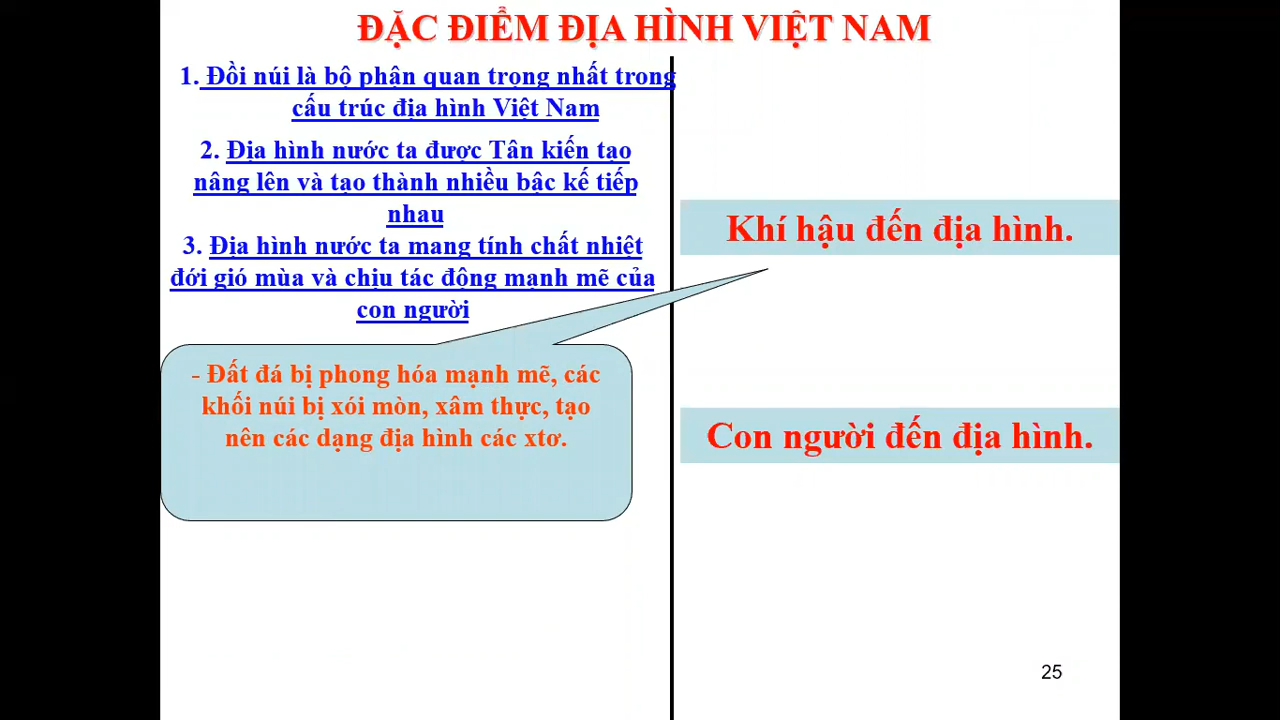 ĐẶC ĐIỂM ĐỊA HÌNH VIỆT NAM
1. Đồi núi là bộ phận quan trọng nhất trong
cấu trúc địa hình Việt Nam
2. Địa hình nước ta được Tân kiến tạo
nâng lên và tạo thành nhiều bậc kế tiếp
nhau
3. Địa hình nước ta mang tính chất nhiệt
đới gió mùa và chịu tác động mạnh mẽ của
con người
- Đất đá bị phong hóa mạnh mẽ, các
khối núi bị xói mòn, xâm thực, tạo
nên các dạng địa hình các xtơ.
Khí hậu đến địa hình.
Con người đến địa hình.
25